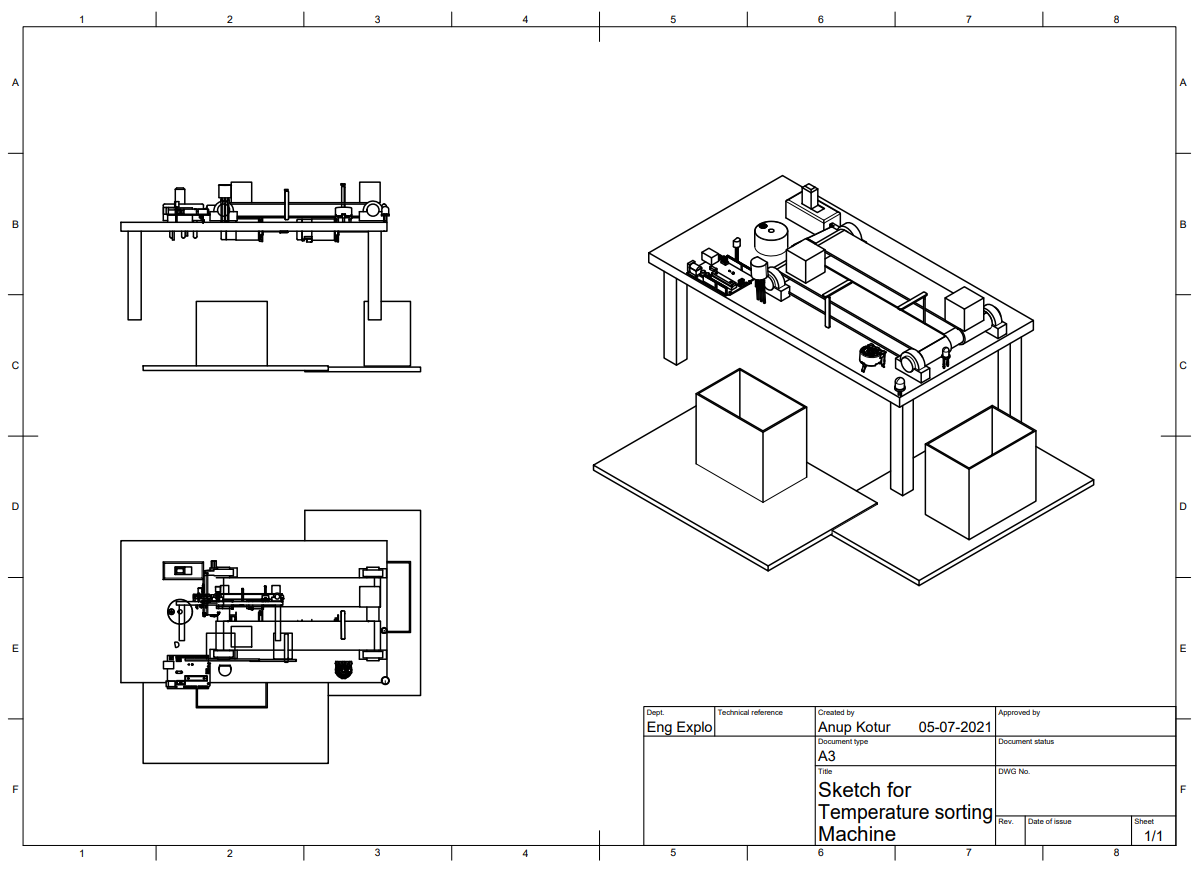 1 2 3 4 5 6 7 8
A A
B B
C C
D D
E E
F F
Dept. Technical reference Created by Approved by
Eng Explo Anup Kotur 05-07-2021
Document type Document status
A3
Title DWG No.
Sketch for
Temperature sorting
Machine
Rev. Date of issue Sheet
1/1
1 2 3 4 5 6 7 8